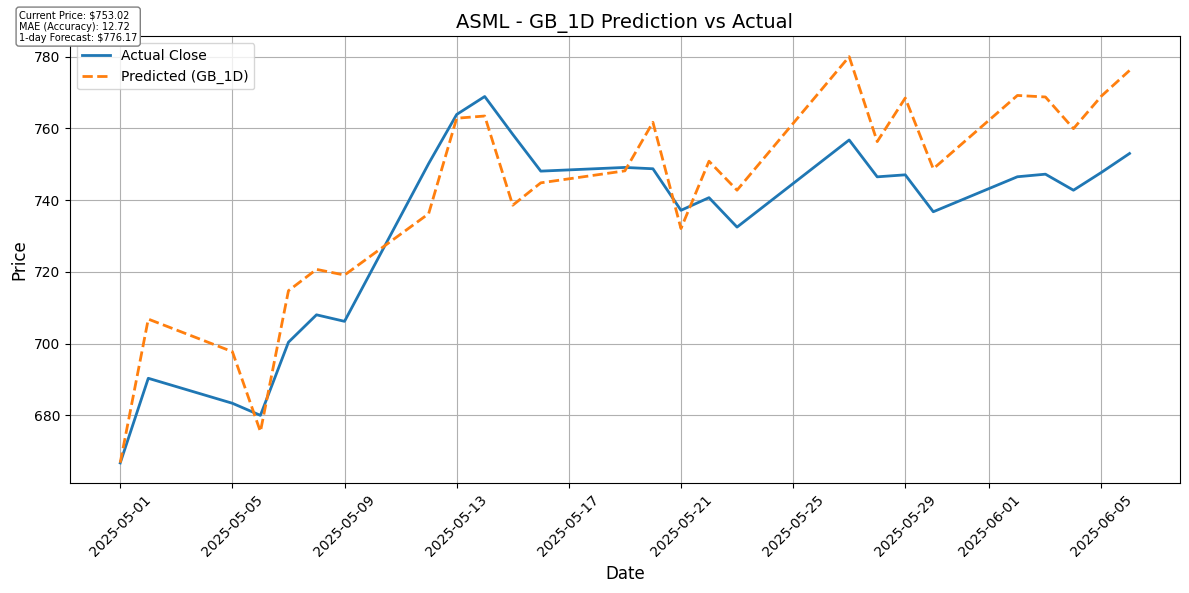 ASML - GB_1D Prediction vs Actual
Current Price: $753.02
MAE (Accuracy): 12.72
1-day Forecast: $776.17
Actual Close
Predicted (GB_1D)
Price
780
760
740
720
700
680
2025-05-01
2025-05-05
2025-05-09
2025-05-13
2025-05-17
2025-05-21
2025-05-25
2025-05-29
2025-06-01
2025-06-05
Date